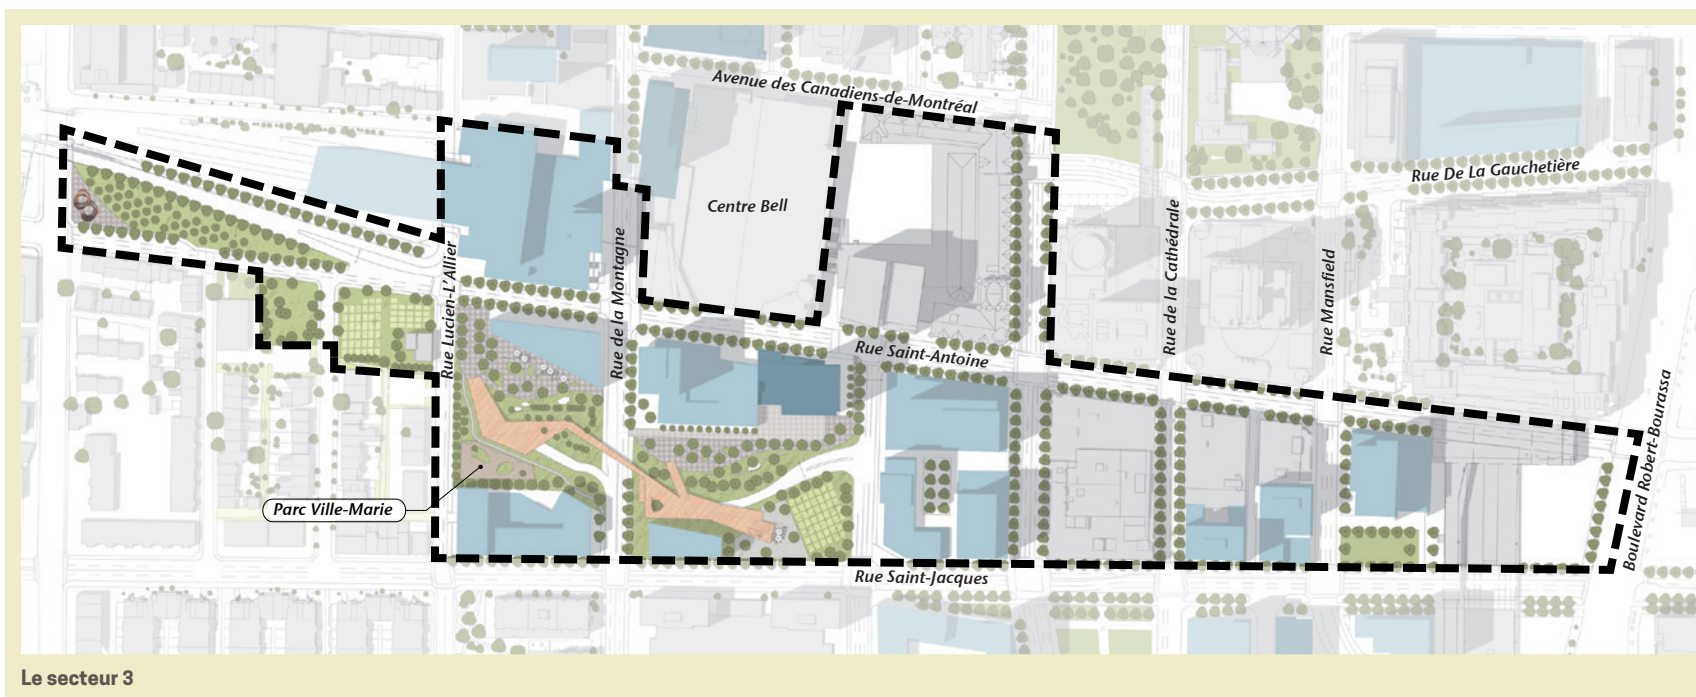 Avenue des Canadiens-de-Montréal
Rue De La Gauchetière
Centre Bell
Rue Lucien-L'Allier
Rue de la Montagne
Rue de la Cathédrale
Rue Mansfield
Rue Saint-Antoine
Boulevard Robert-Bourassa
Parc Ville-Marie
Rue Saint-Jacques
Le secteur 3